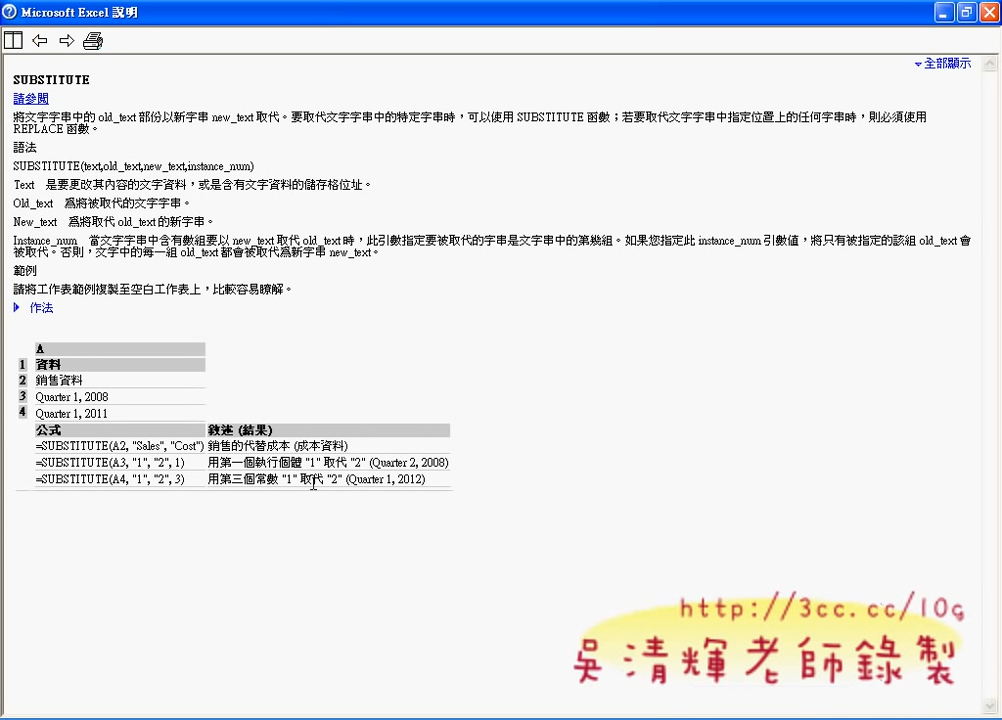 Microsoft Excel 說明
全部顯示
SUBSTITUTE
請參閱
將文字字串中的 old_text 部份以新字串 new_text 取代。要取代文字字串中的特定字串時，可以使用 SUBSTITUTE 函數；若要取代文字字串中指定位置上的任何字串時，則必須使用
REPLACE 函數。
語法
SUBSTITUTE(text,old_text,new_text,instance_num)
Text　是要更改其內容的文字資料，或是含有文字資料的儲存格位址。
Old_text　為將被取代的文字字串。
New_text　為將取代 old_text 的新字串。
Instance_num　當文字字串中含有數組要以 new_text 取代 old_text 時，此引數指定要被取代的字串是文字串中的第幾組。如果您指定此 instance_num 引數值，將只有被指定的該組 old_text 會
被取代。否則，文字中的每一組 old_text 都會被取代為新字串 new_text。
範例
請將工作表範例複製至空白工作表上，比較容易瞭解。
作法
A
1 資料
2 銷售資料
3 Quarter 1, 2008
4 Quarter 1, 2011
公式 敘述 (結果)
=SUBSTITUTE(A2, "Sales", "Cost") 銷售的代替成本 (成本資料)
=SUBSTITUTE(A3, "1", "2", 1) 用第一個執行個體 "1" 取代 "2" (Quarter 2, 2008)
=SUBSTITUTE(A4, "1", "2", 3) 用第三個常數 "1" 取代 "2" (Quarter 1, 2012)
http://3cc.cc/10g
吳清輝老師錄製